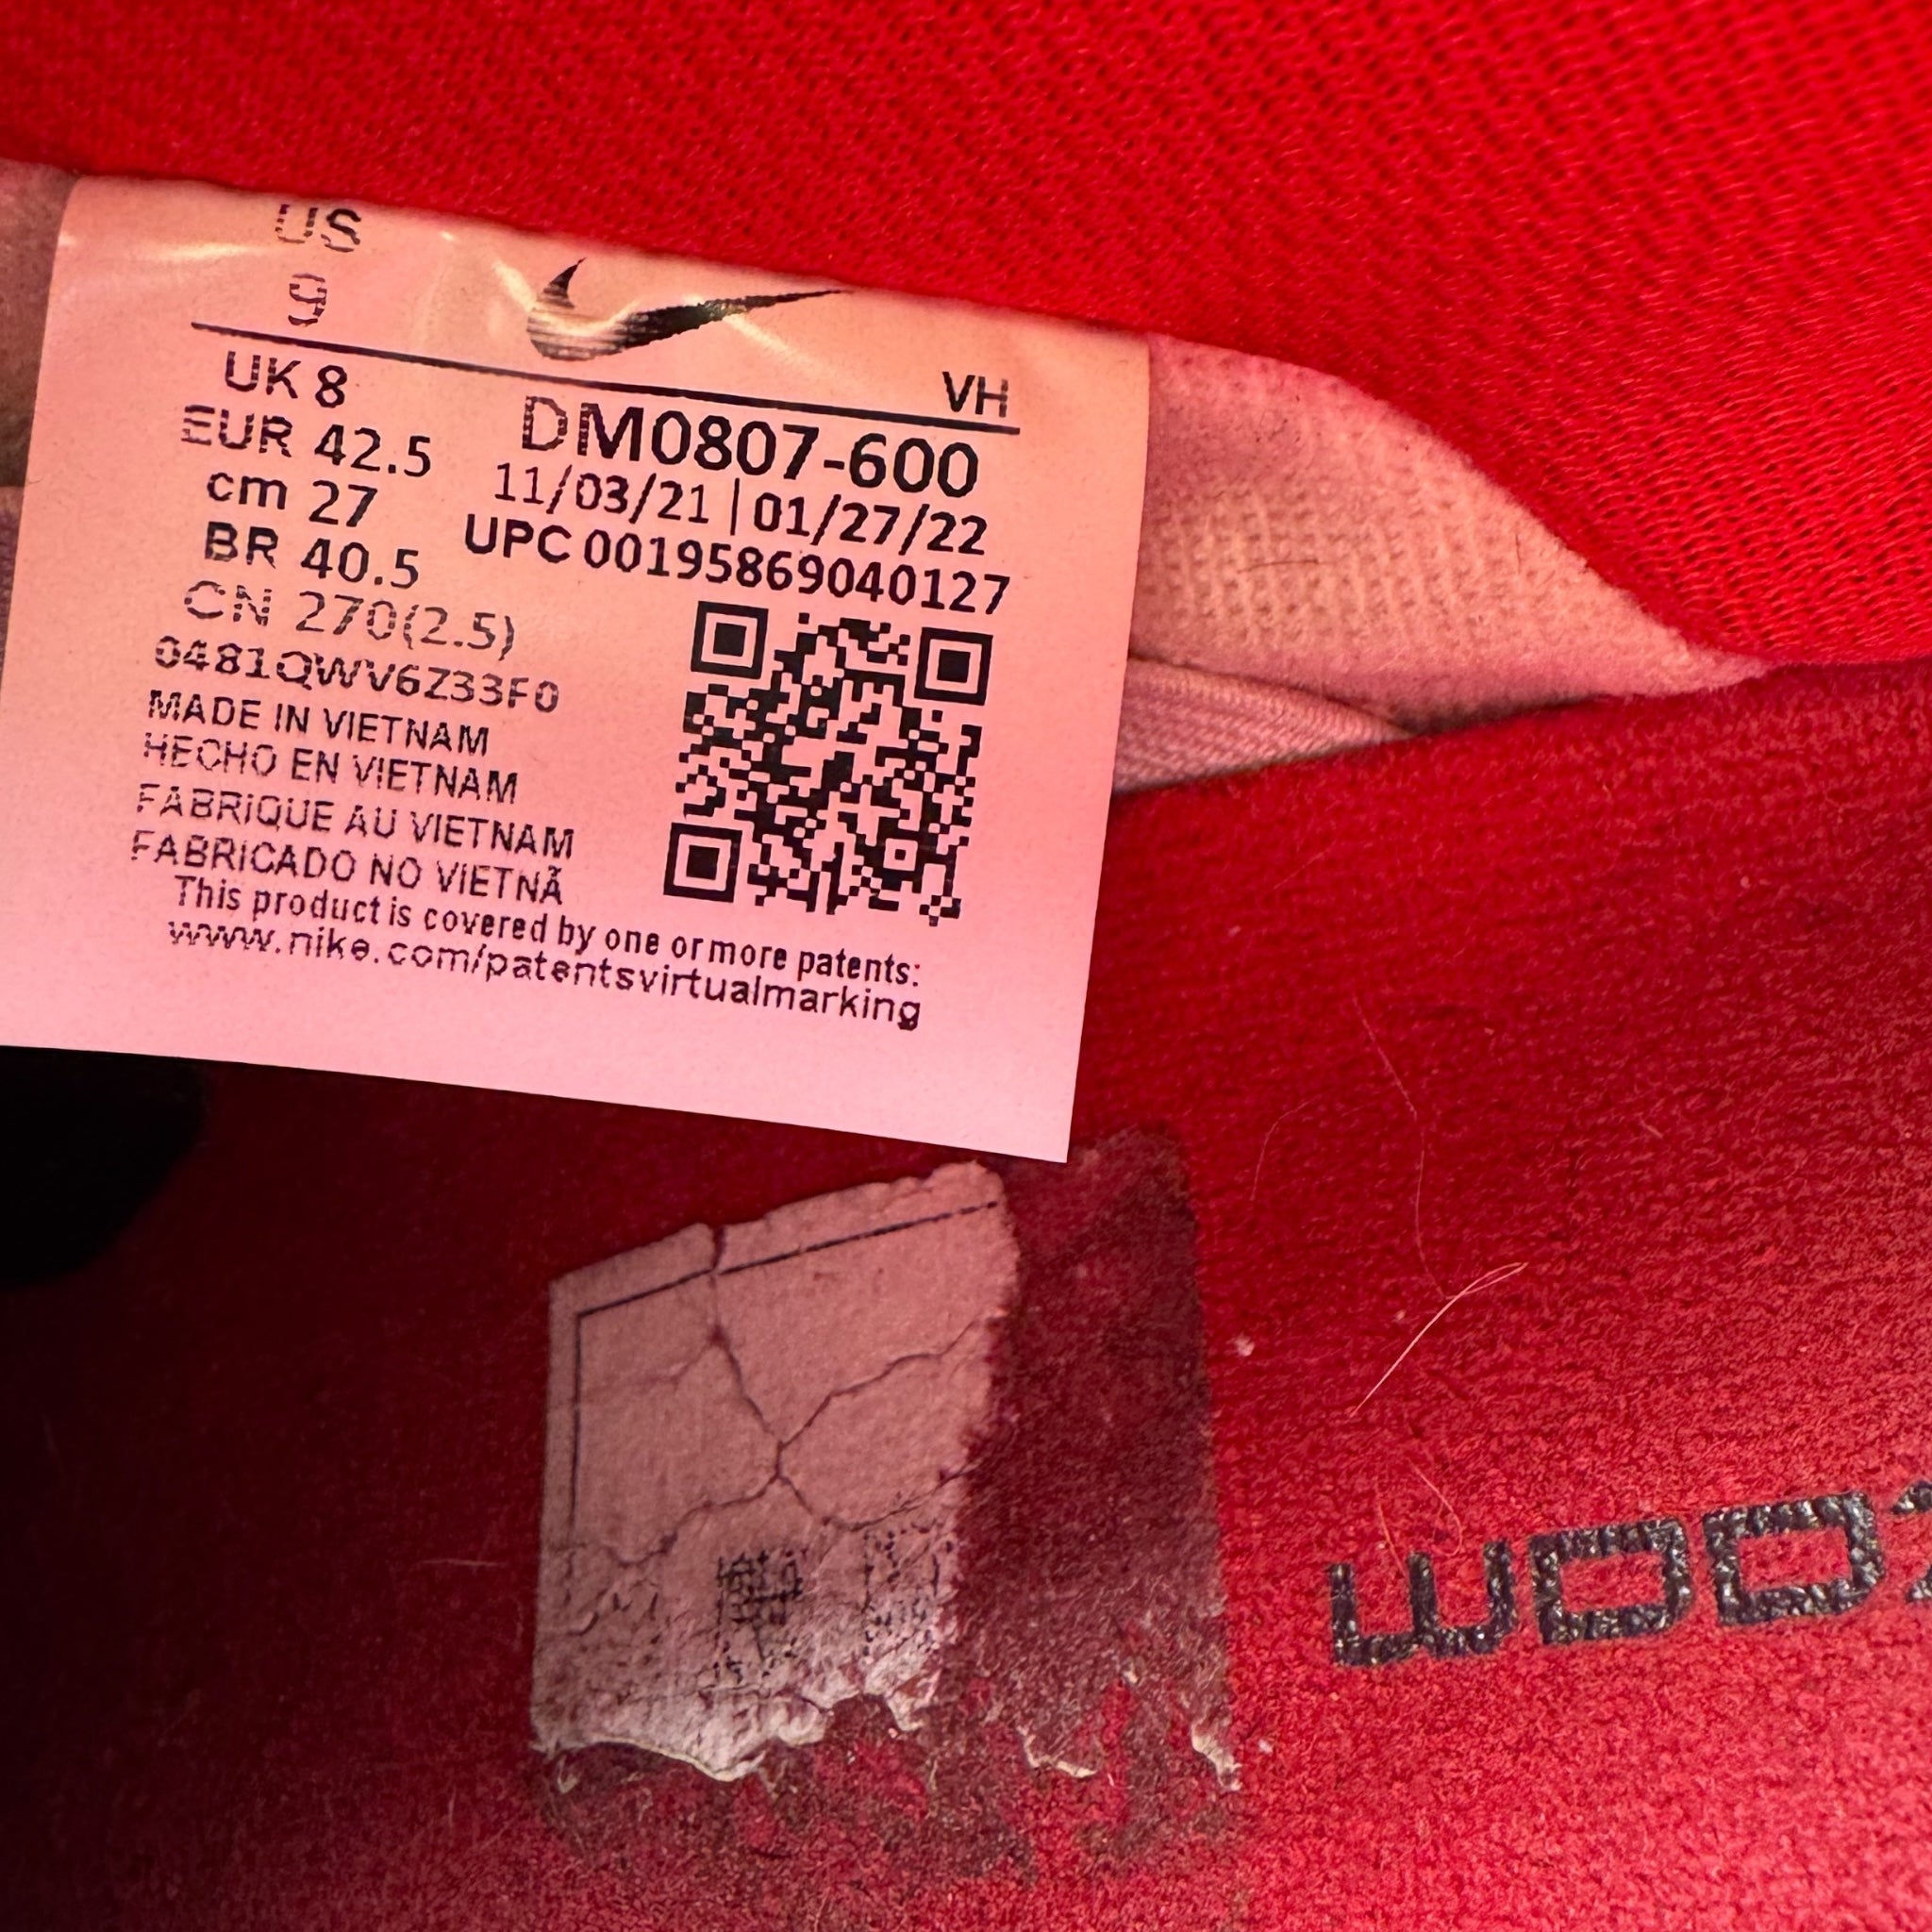 US
9
VH
UK 8
EUR 42.5
cm 27
BR 40.5
CN 270(2.5)
DM0807-600
11/03/21 | 01/27/22
UPC 00195869040127
0481QWV6Z33F0
MADE IN VIETNAM
HECHO EN VIETNAM
FABRIQUE AU VIETNAM
FABRICADO NO VIETNÃ
This product is covered by one or more patents:
www.nike.com/patentsvirtualmarking